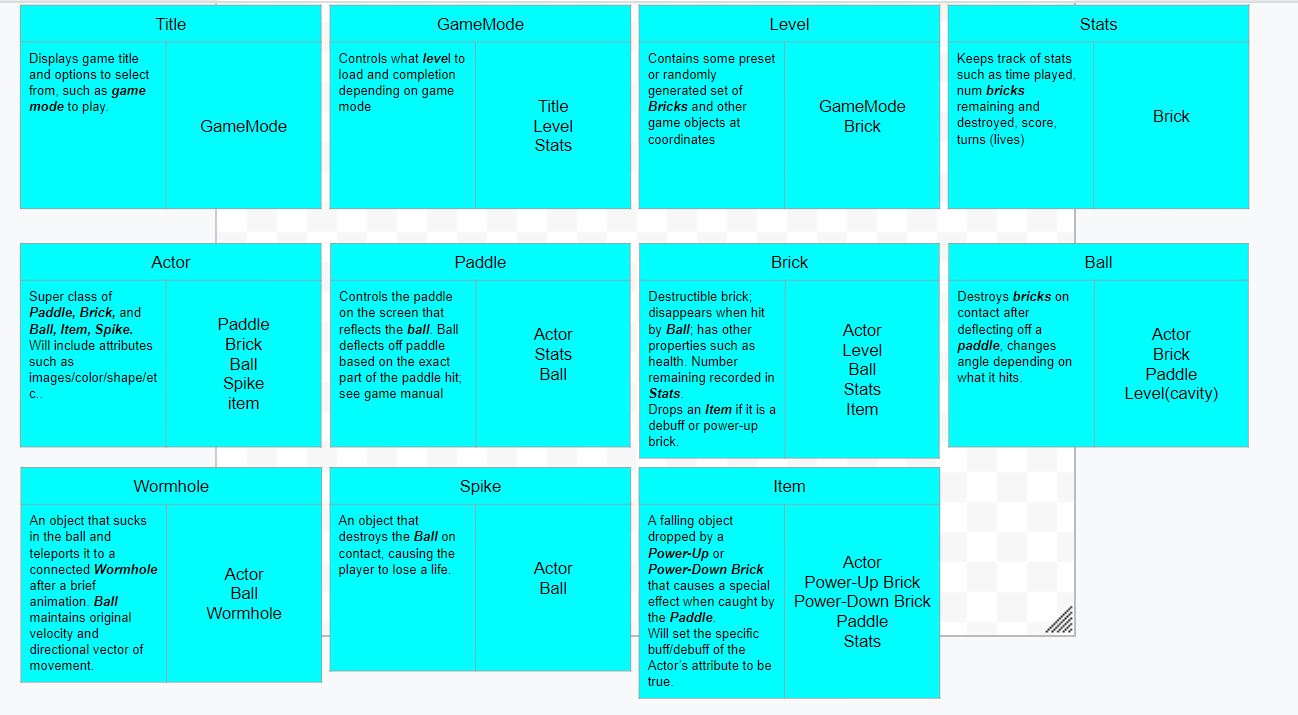 Title
Displays game title
and options to select
from, such as game
mode to play.
GameMode
GameMode
Controls what level to
load and completion
depending on game
mode
Title
Level
Stats
Level
Contains some preset
or randomly
generated set of
Bricks and other
game objects at
coordinates
GameMode
Brick
Stats
Keeps track of stats
such as time played,
num bricks
remaining and
destroyed, score,
turns (lives)
Brick
Actor
Super class of
Paddle, Brick, and
Ball, Item, Spike.
Will include attributes
such as
images/color/shape/et
c..
Paddle
Brick
Ball
Spike
item
Paddle
Controls the paddle
on the screen that
reflects the ball. Ball
deflects off paddle
based on the exact
part of the paddle hit;
see game manual
Actor
Stats
Ball
Brick
Destructible brick;
disappears when hit
by Ball; has other
properties such as
health. Number
remaining recorded in
Stats.
Drops an Item if it is a
debuff or power-up
brick.
Actor
Level
Ball
Stats
Item
Ball
Destroys bricks on
contact after
deflecting off a
paddle, changes
angle depending on
what it hits.
Actor
Brick
Paddle
Level(cavity)
Wormhole
An object that sucks
in the ball and
teleports it to a
connected Wormhole
after a brief
animation. Ball
maintains original
velocity and
directional vector of
movement.
Actor
Ball
Wormhole
Spike
An object that
destroys the Ball on
contact, causing the
player to lose a life.
Actor
Ball
Item
A falling object
dropped by a
Power-Up or
Power-Down Brick
that causes a special
effect when caught by
the Paddle.
Will set the specific
buff/debuff of the
Actor's attribute to be
true.
Actor
Power-Up Brick
Power-Down Brick
Paddle
Stats